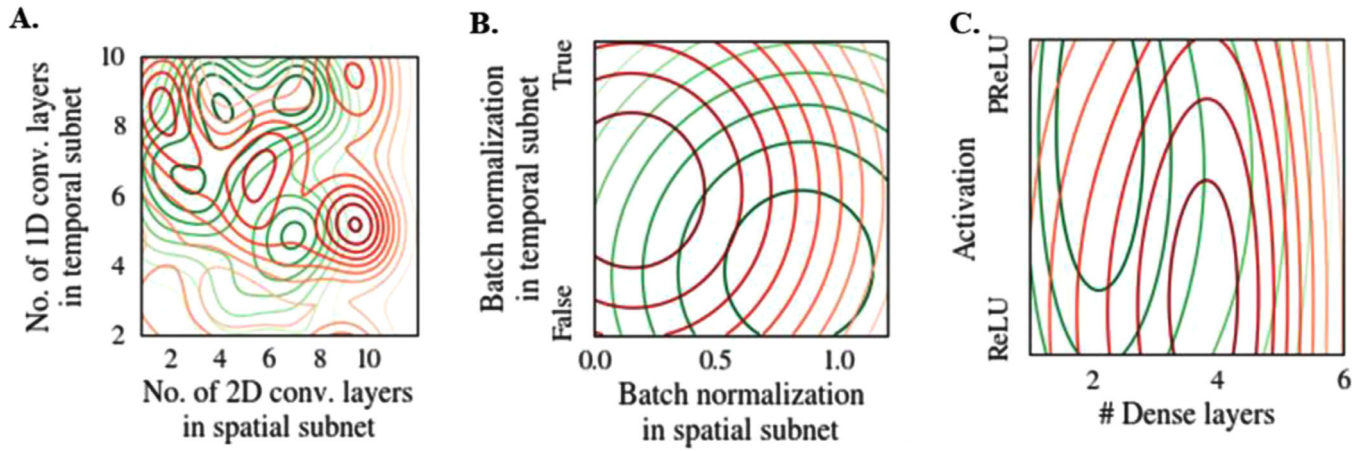 A.
No. of 1D conv. layers
in temporal subnet
10
8
6
4
2
2 4 6 8 10
No. of 2D conv. layers
in spatial subnet
B.
Batch normalization
in temporal subnet
True
False
0.0 0.5 1.0
Batch normalization
in spatial subnet
C.
Activation
PReLU
ReLU
2 4 6
# Dense layers